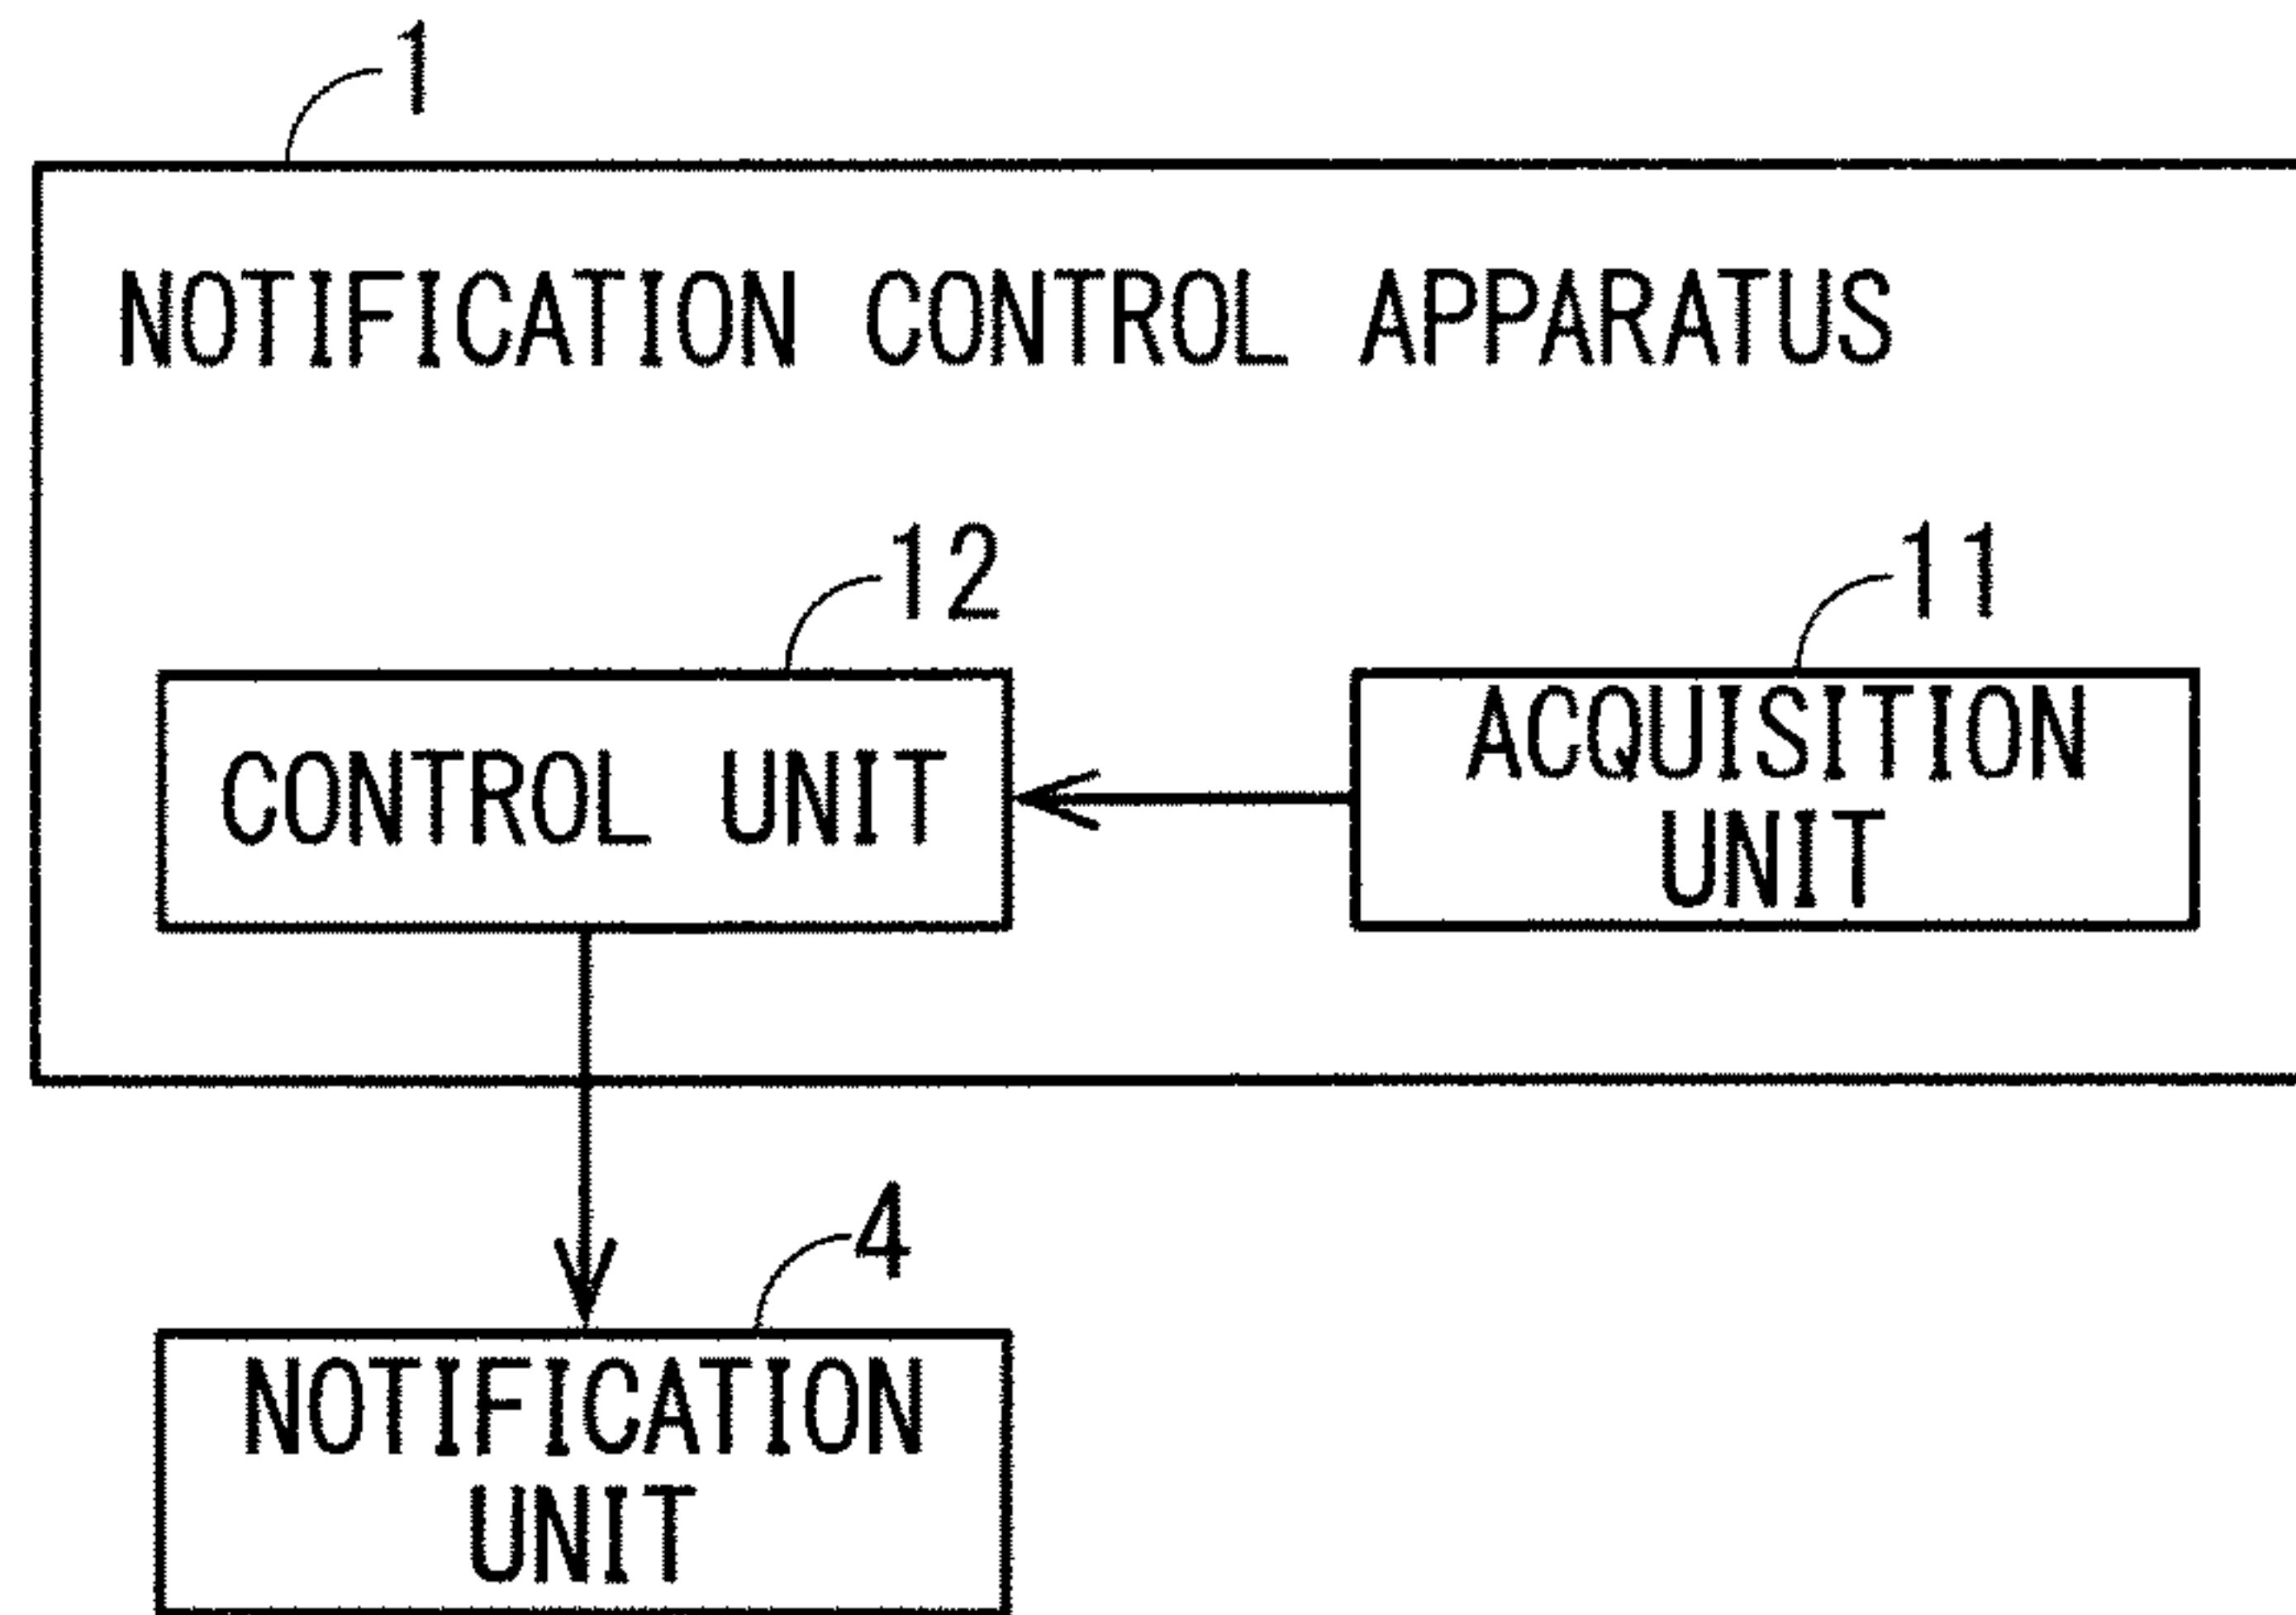 1
NOTIFICATION CONTROL APPARATUS
12
11
CONTROL UNIT
ACQUISITION
UNIT
4
NOTIFICATION
UNIT